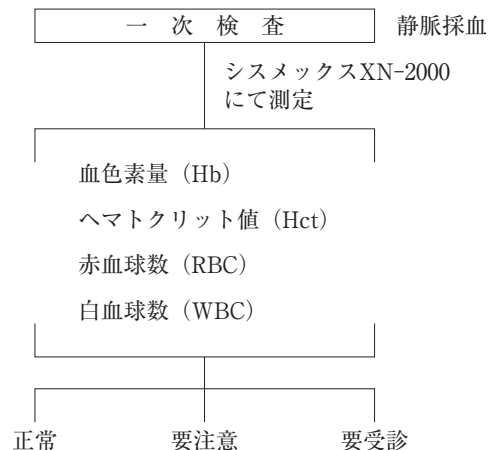 一次検査 静脈採血
シスメックスXN-2000
にて測定
血色素量（Hb）
ヘマトクリット値（Hct）
赤血球数（RBC）
白血球数（WBC）
正常 要注意 要受診